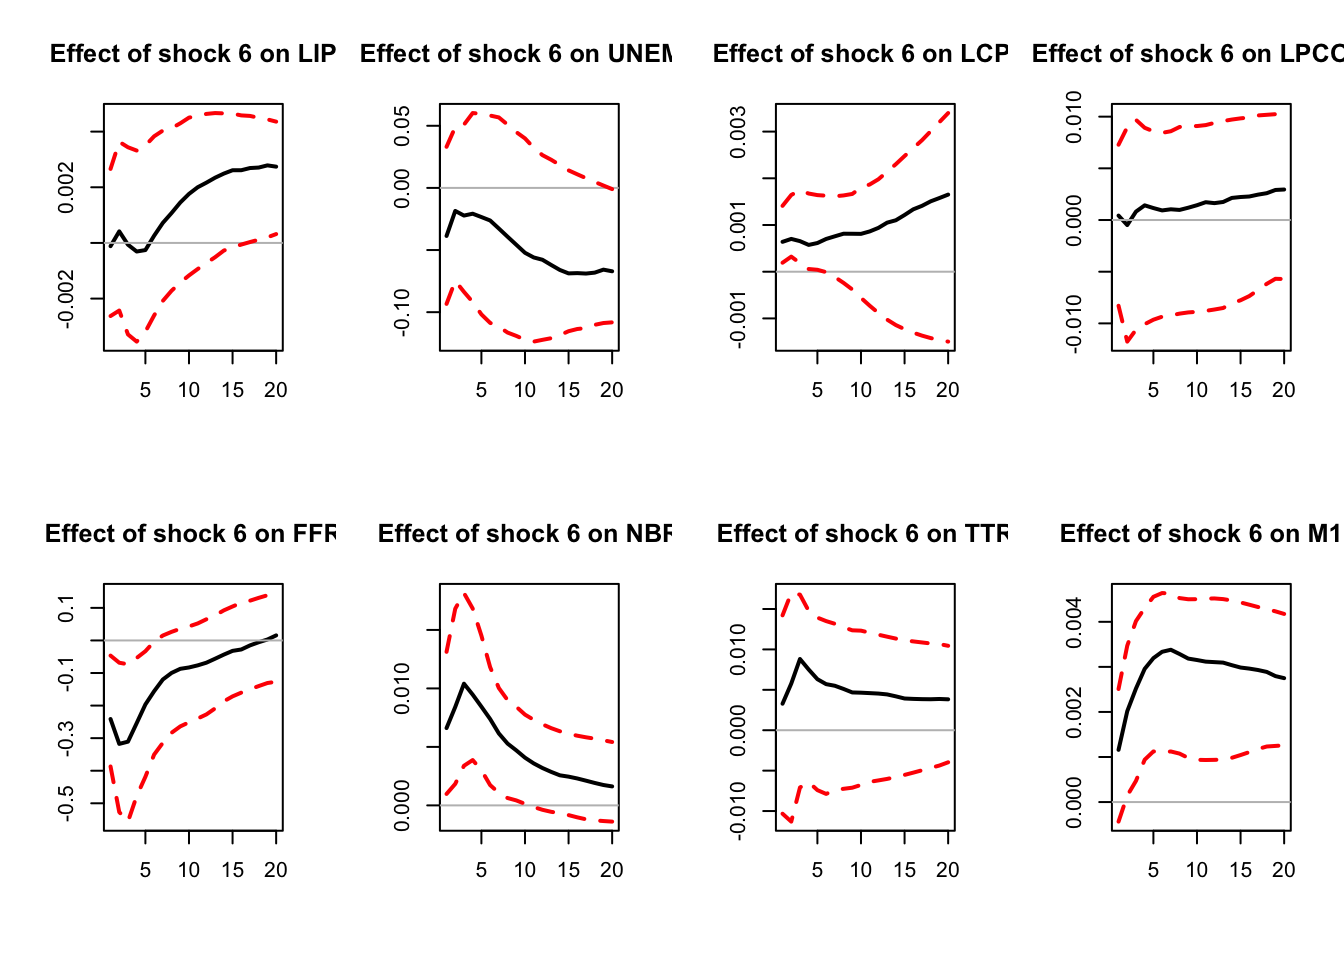 Effect of shock 6 on LIP
Effect of shock 6 on UNEM
Effect of shock 6 on LCP
Effect of shock 6 on LPCO
0.002
-0.002
5 10 15 20
0.05
0.00
-0.10
5 10 15 20
0.003
0.001
-0.001
5 10 15 20
0.010
0.000
-0.010
5 10 15 20
Effect of shock 6 on FFR
Effect of shock 6 on NBR
Effect of shock 6 on TTR
Effect of shock 6 on M1
0.1
-0.1
-0.3
-0.5
5 10 15 20
0.010
0.000
5 10 15 20
0.010
0.000
-0.010
5 10 15 20
0.004
0.002
0.000
5 10 15 20